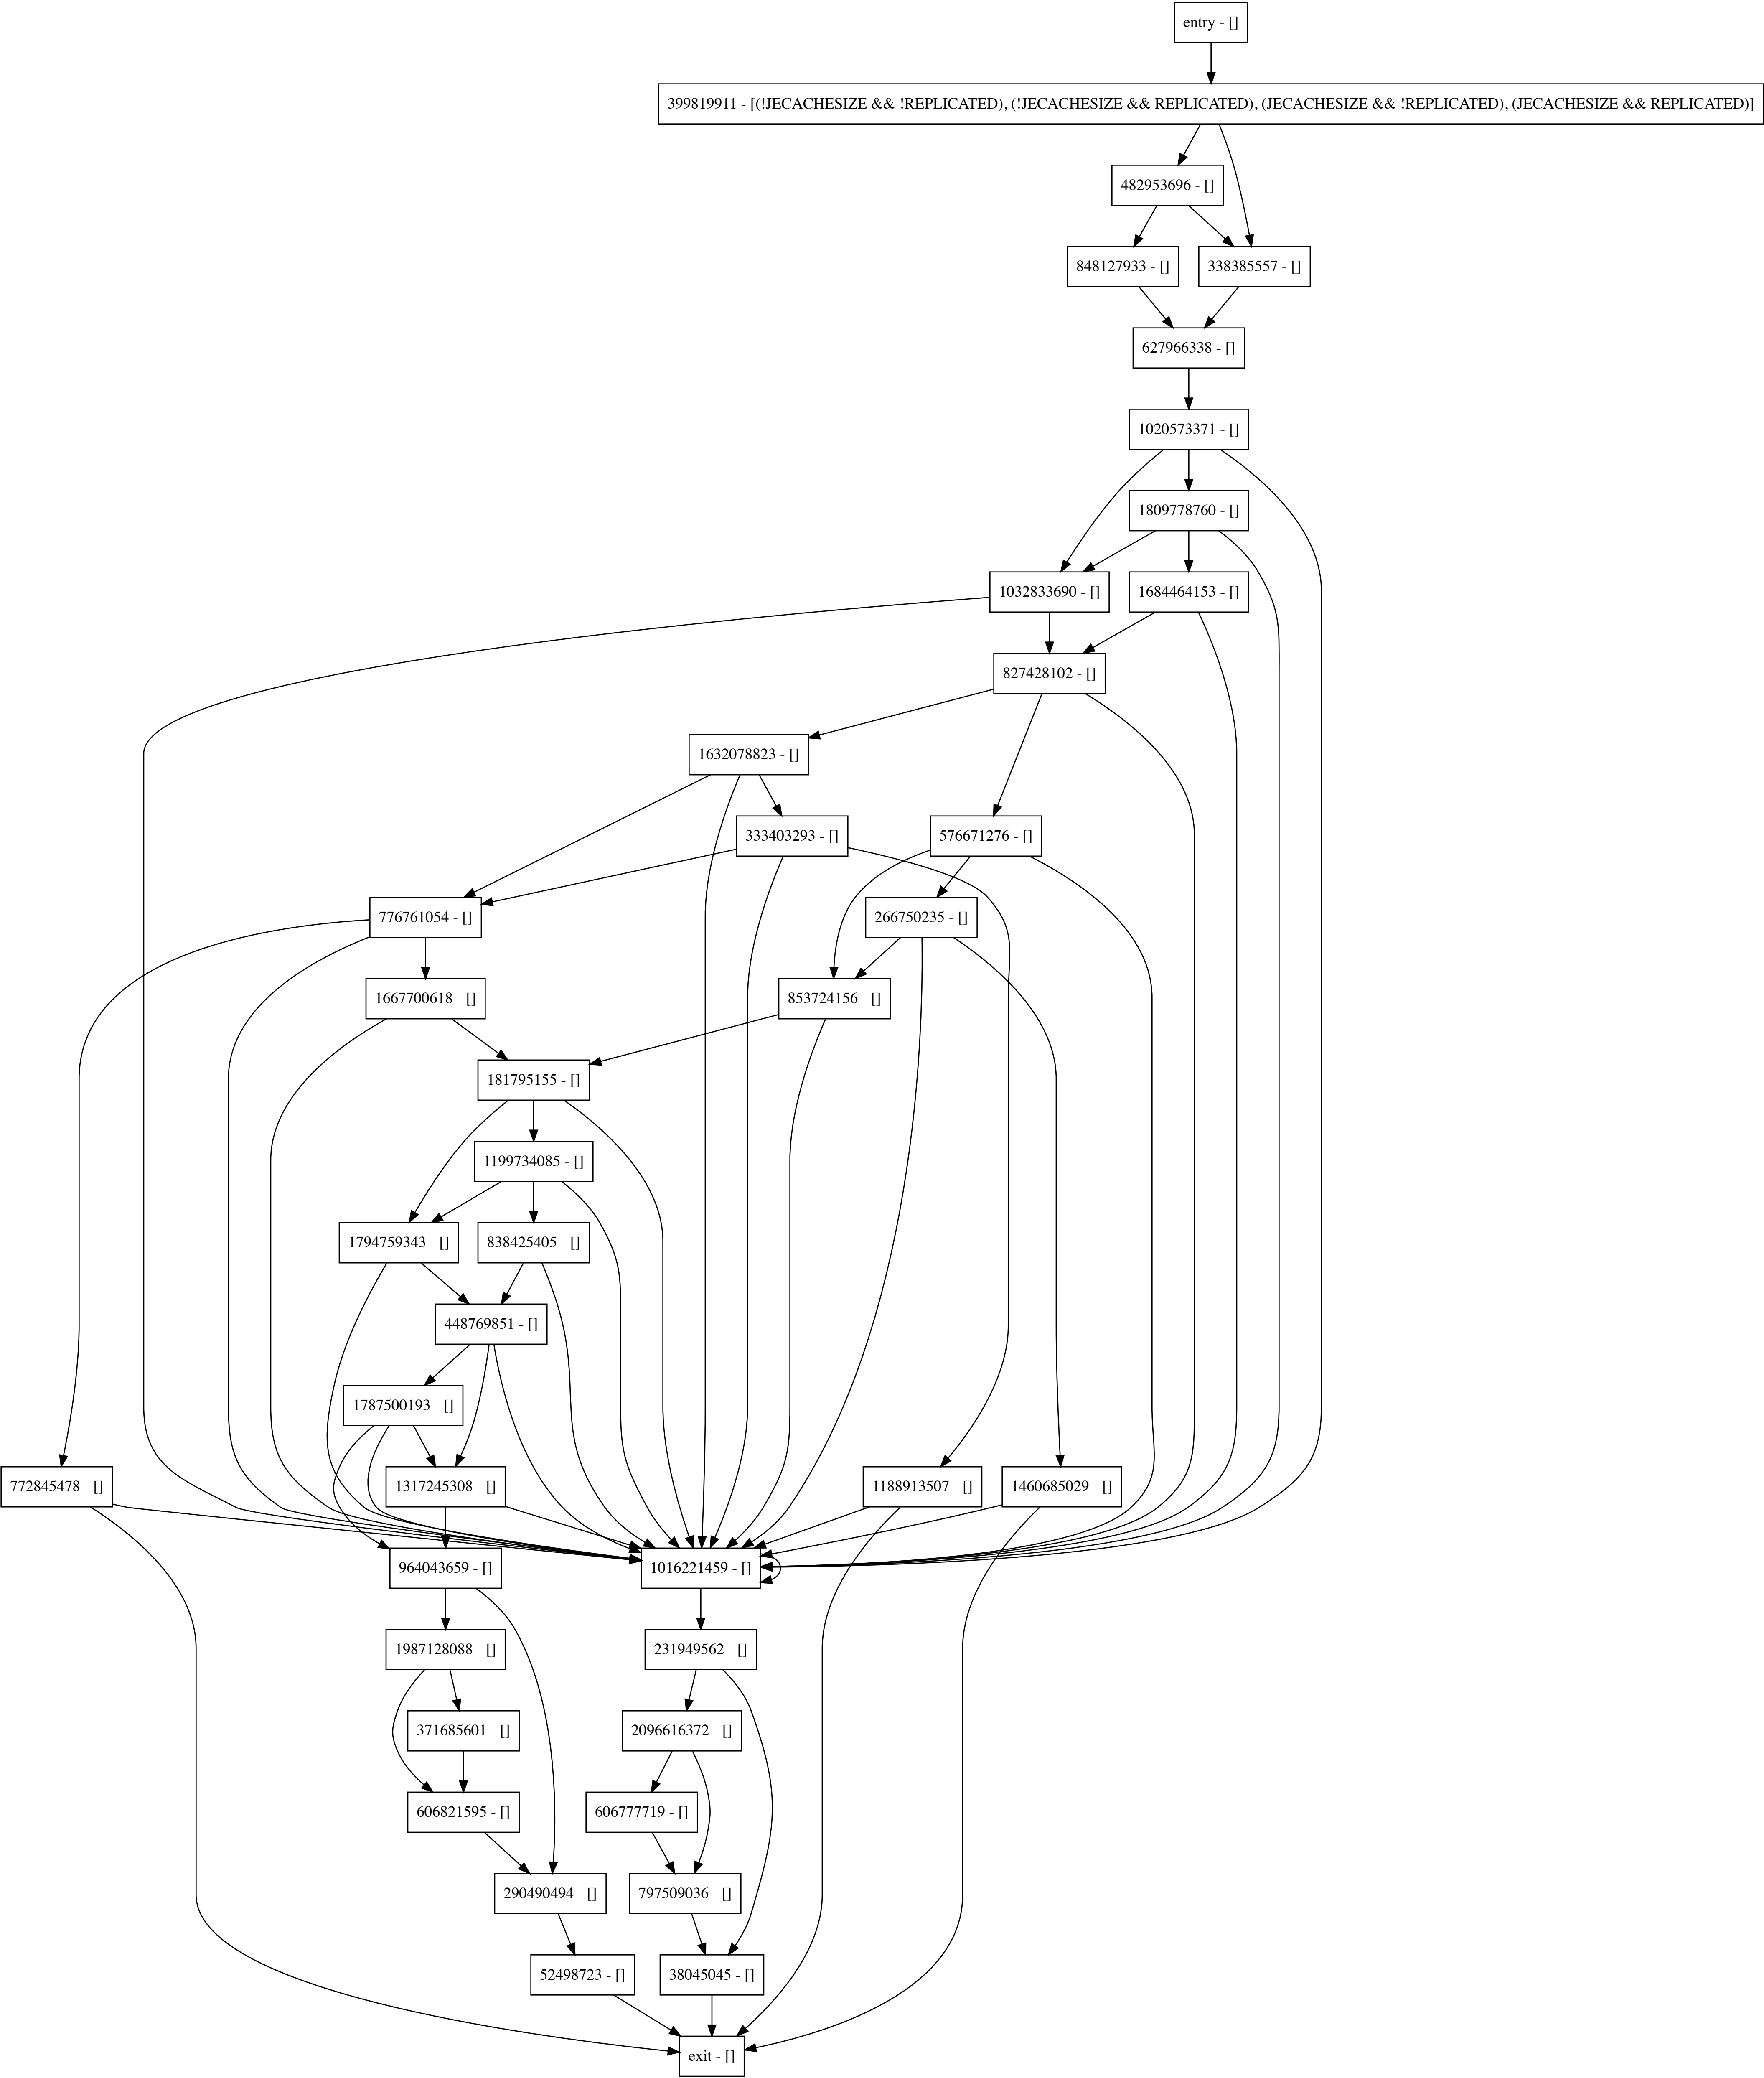 entry - []
399819911 - [(!JECACHESIZE && !REPLICATED), (!JECACHESIZE && REPLICATED), (JECACHESIZE && !REPLICATED), (JECACHESIZE && REPLICATED)]
482953696 - []
848127933 - []
338385557 - []
627966338 - []
1020573371 - []
1809778760 - []
1032833690 - []
1684464153 - []
827428102 - []
1632078823 - []
333403293 - []
576671276 - []
776761054 - []
266750235 - []
1667700618 - []
853724156 - []
181795155 - []
1199734085 - []
1794759343 - []
838425405 - []
448769851 - []
1787500193 - []
772845478 - []
1317245308 - []
1188913507 - []
1460685029 - []
964043659 - []
1016221459 - []
1987128088 - []
231949562 - []
371685601 - []
2096616372 - []
606821595 - []
606777719 - []
290490494 - []
797509036 - []
52498723 - []
38045045 - []
exit - []